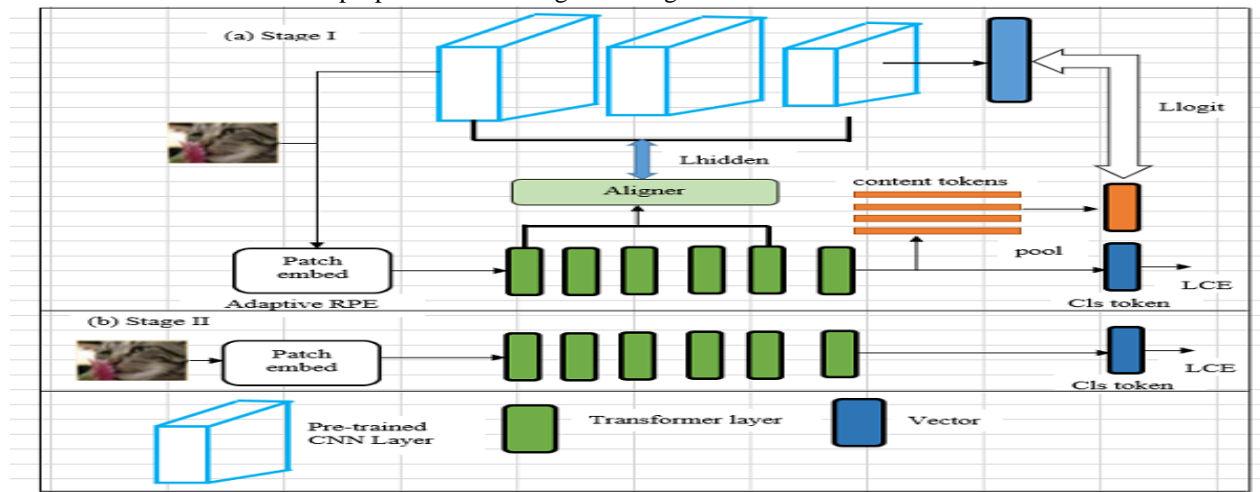 (a) Stage I
Llogit
Lhidden
Aligner
content tokens
Patch
embed
pool
LCE
Adaptive RPE
Cls token
(b) Stage II
Patch
embed
LCE
Cls token
Pre-trained
CNN Layer
Transformer layer
Vector